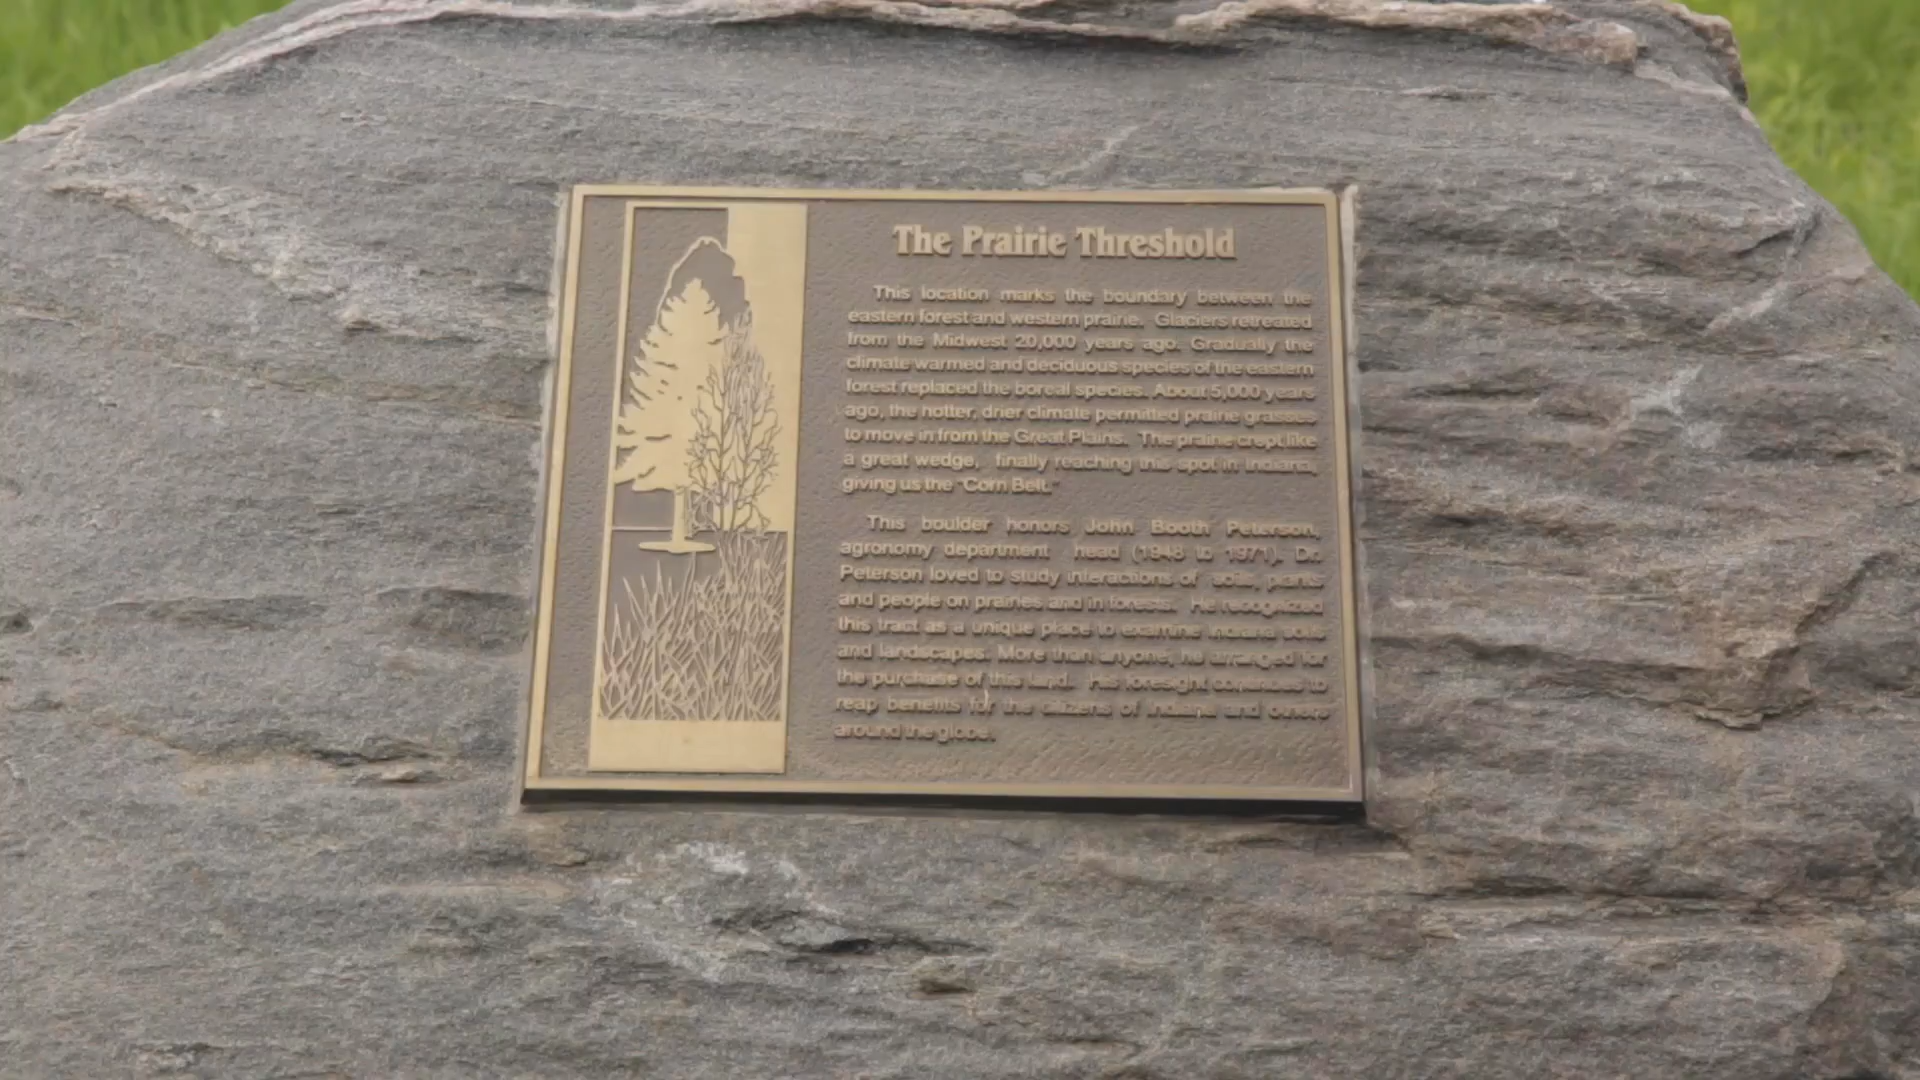 The Prairie Threshold
This location marks the boundary between the
eastern forest and western prairie. Glaciers retreated
from the Midwest 20,000 years ago. Gradually the
climate warmed and deciduous species of the eastern
forest replaced the boreal species. About 5,000 years
ago, the hotter, drier climate permitted prairie grasses
to move in from the Great Plains. The prairie crept like
a great wedge, finally reaching this spot in Indiana,
giving us the "Corn Belt."
This boulder honors John Booth Peterson,
agronomy department head (1948 to 1971). Dr.
Peterson loved to study interactions of soils, plants
and people on prairies and in forests. He recognized
this tract as a unique place to examine Indiana soils
and landscapes. More than anyone, he arranged for
the purchase of this land. His foresight continues to
reap benefits for the citizens of Indiana and others
around the globe.